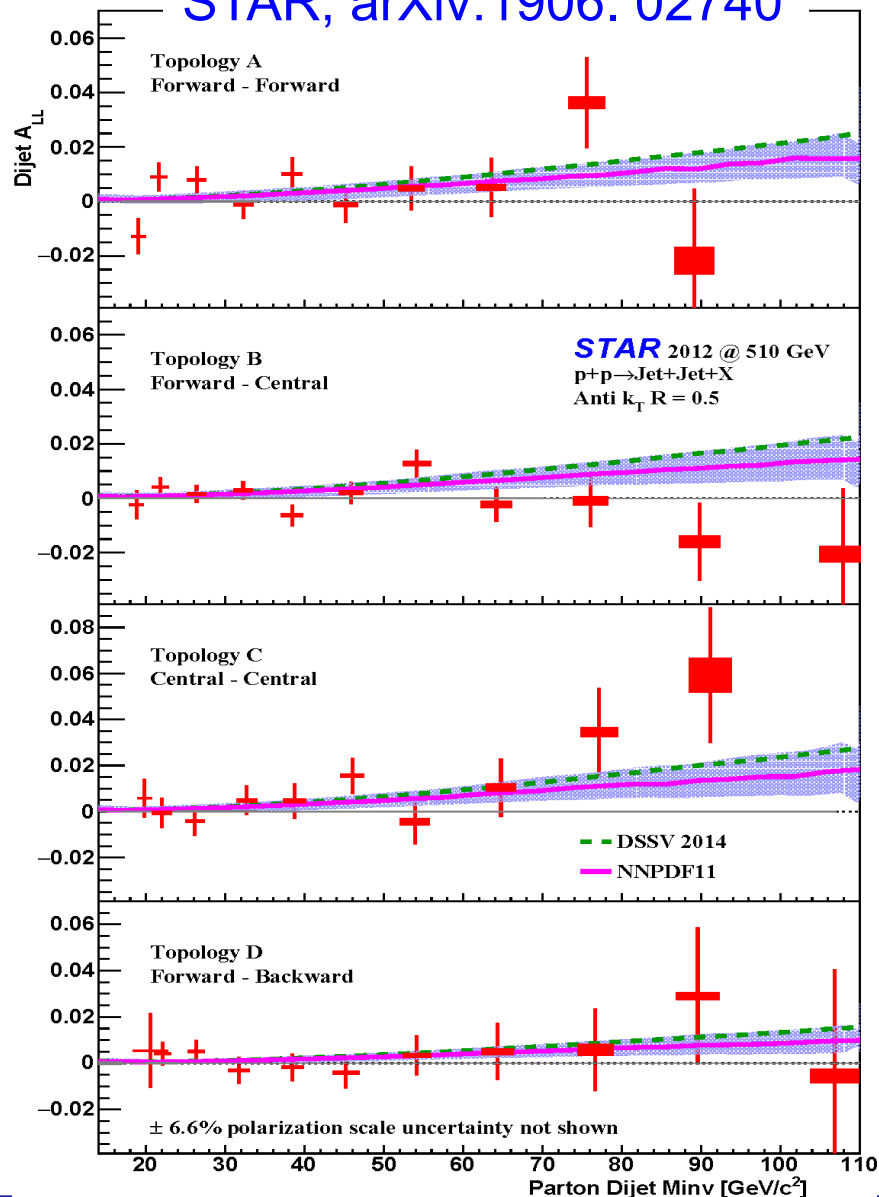 STAR, arXiv:1906. 02740
Dijet A_LL
0.06
0.04
0.02
0
−0.02
Topology A
Forward - Forward
0.06
0.04
0.02
0
−0.02
Topology B
Forward - Central
STAR 2012 @ 510 GeV
p+p→Jet+Jet+X
Anti k_T R = 0.5
0.08
0.06
0.04
0.02
0
−0.02
Topology C
Central - Central
DSSV 2014
NNPDF11
0.06
0.04
0.02
0
−0.02
Topology D
Forward - Backward
± 6.6% polarization scale uncertainty not shown
20 30 40 50 60 70 80 90 100 110
Parton Dijet Minv [GeV/c²]